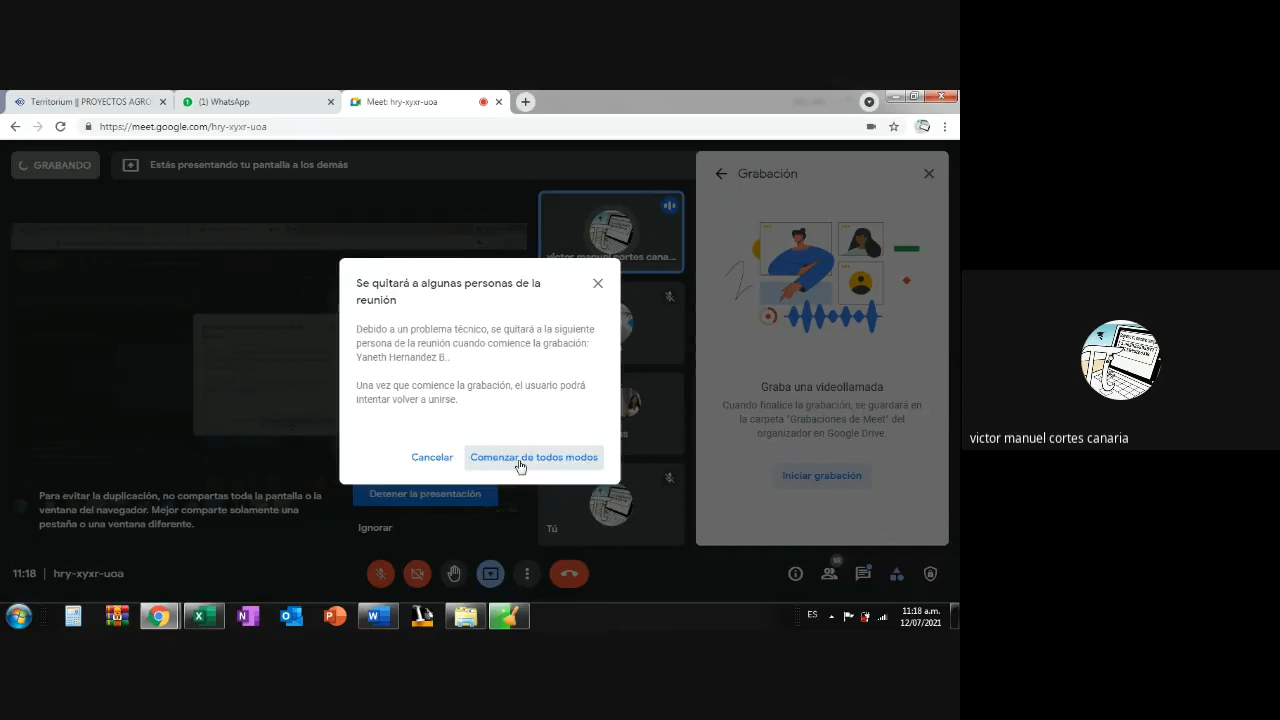 Territorium || PROYECTOS AGRO
(1) WhatsApp
Meet: hry-xyxr-uoa
https://meet.google.com/hry-xyxr-uoa
GRABANDO
Estás presentando tu pantalla a los demás
Grabación
victor manuel cortes cana...
Se quitará a algunas personas de la
reunión
Debido a un problema técnico, se quitará a la siguiente
persona de la reunión cuando comience la grabación:
Yaneth Hernandez B..
Una vez que comience la grabación, el usuario podrá
intentar volver a unirse.
Cancelar
Comenzar de todos modos
Graba una videollamada
Cuando finalice la grabación, se guardará en
la carpeta "Grabaciones de Meet" del
organizador en Google Drive.
Iniciar grabación
victor manuel cortes canaria
Para evitar la duplicación, no compartas toda la pantalla o la
ventana del navegador. Mejor comparte solamente una
pestaña o una ventana diferente.
Detener la presentación
Ignorar
Tú
11:18 | hry-xyxr-uoa
18
ES
11:18 a.m.
12/07/2021